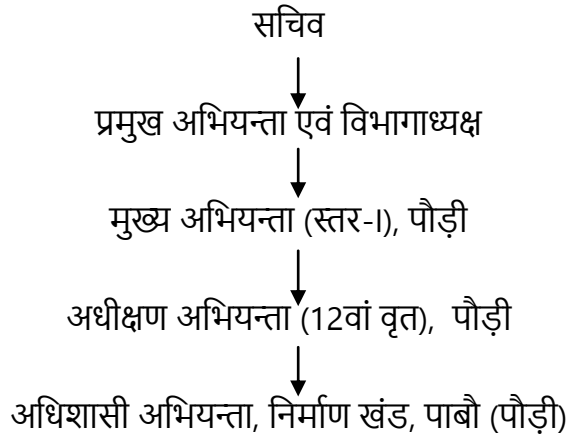 सचिव
प्रमुख अभियन्ता एवं विभागाध्यक्ष
मुख्य अभियन्ता (स्तर-I), पौड़ी
अधीक्षण अभियन्ता (12वां वृत), पौड़ी
अधिशासी अभियन्ता, निर्माण खंड, पाबौ (पौड़ी)